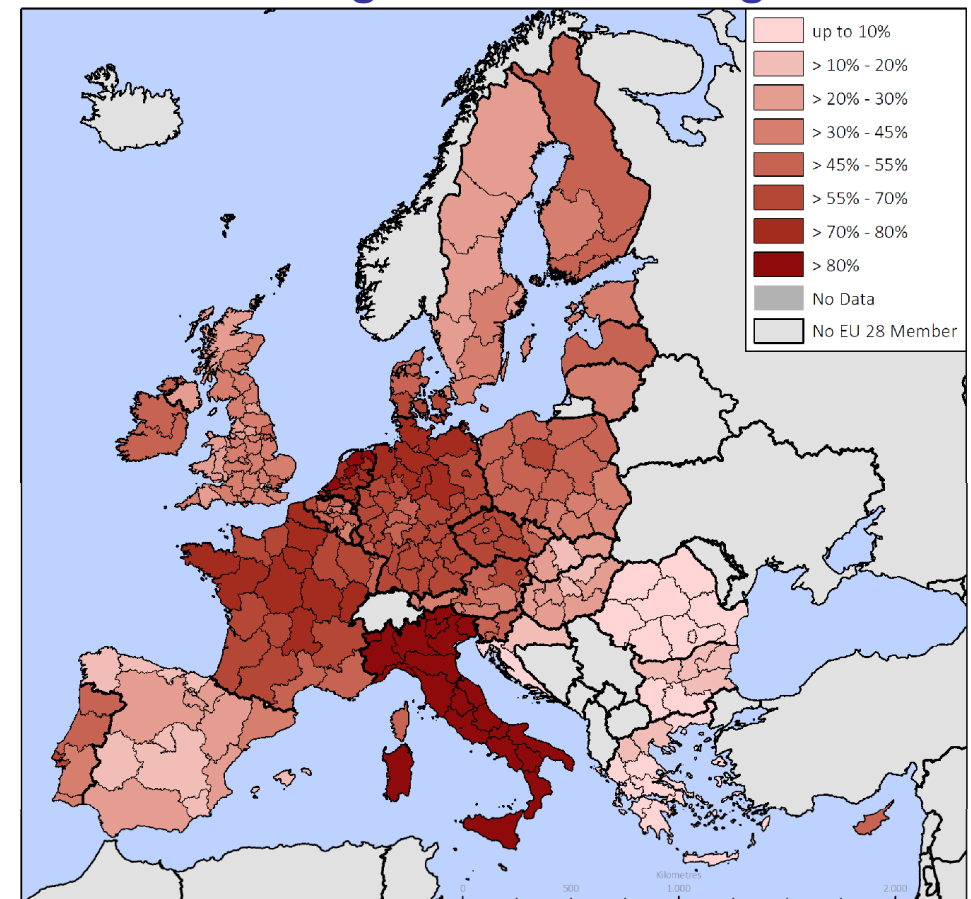 up to 10%
> 10% - 20%
> 20% - 30%
> 30% - 45%
> 45% - 55%
> 55% - 70%
> 70% - 80%
> 80%
No Data
No EU 28 Member
Kilometres
0 500 1.000 2.000